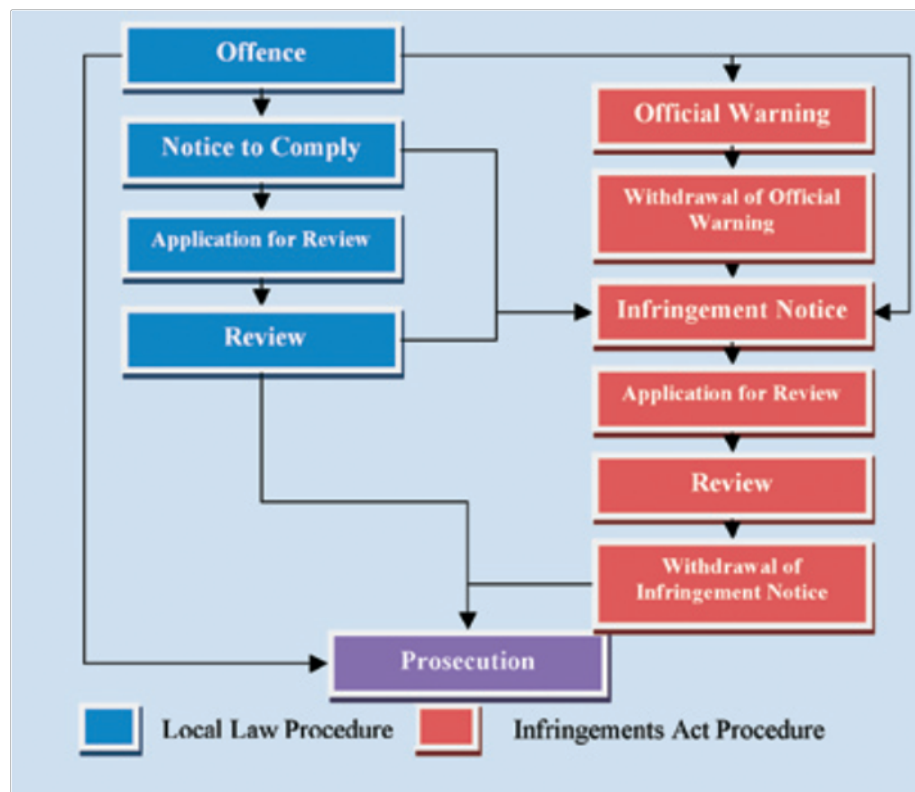 Offence
Notice to Comply
Application for Review
Review
Official Warning
Withdrawal of Official
Warning
Infringement Notice
Application for Review
Review
Withdrawal of
Infringement Notice
Prosecution
Local Law Procedure
Infringements Act Procedure